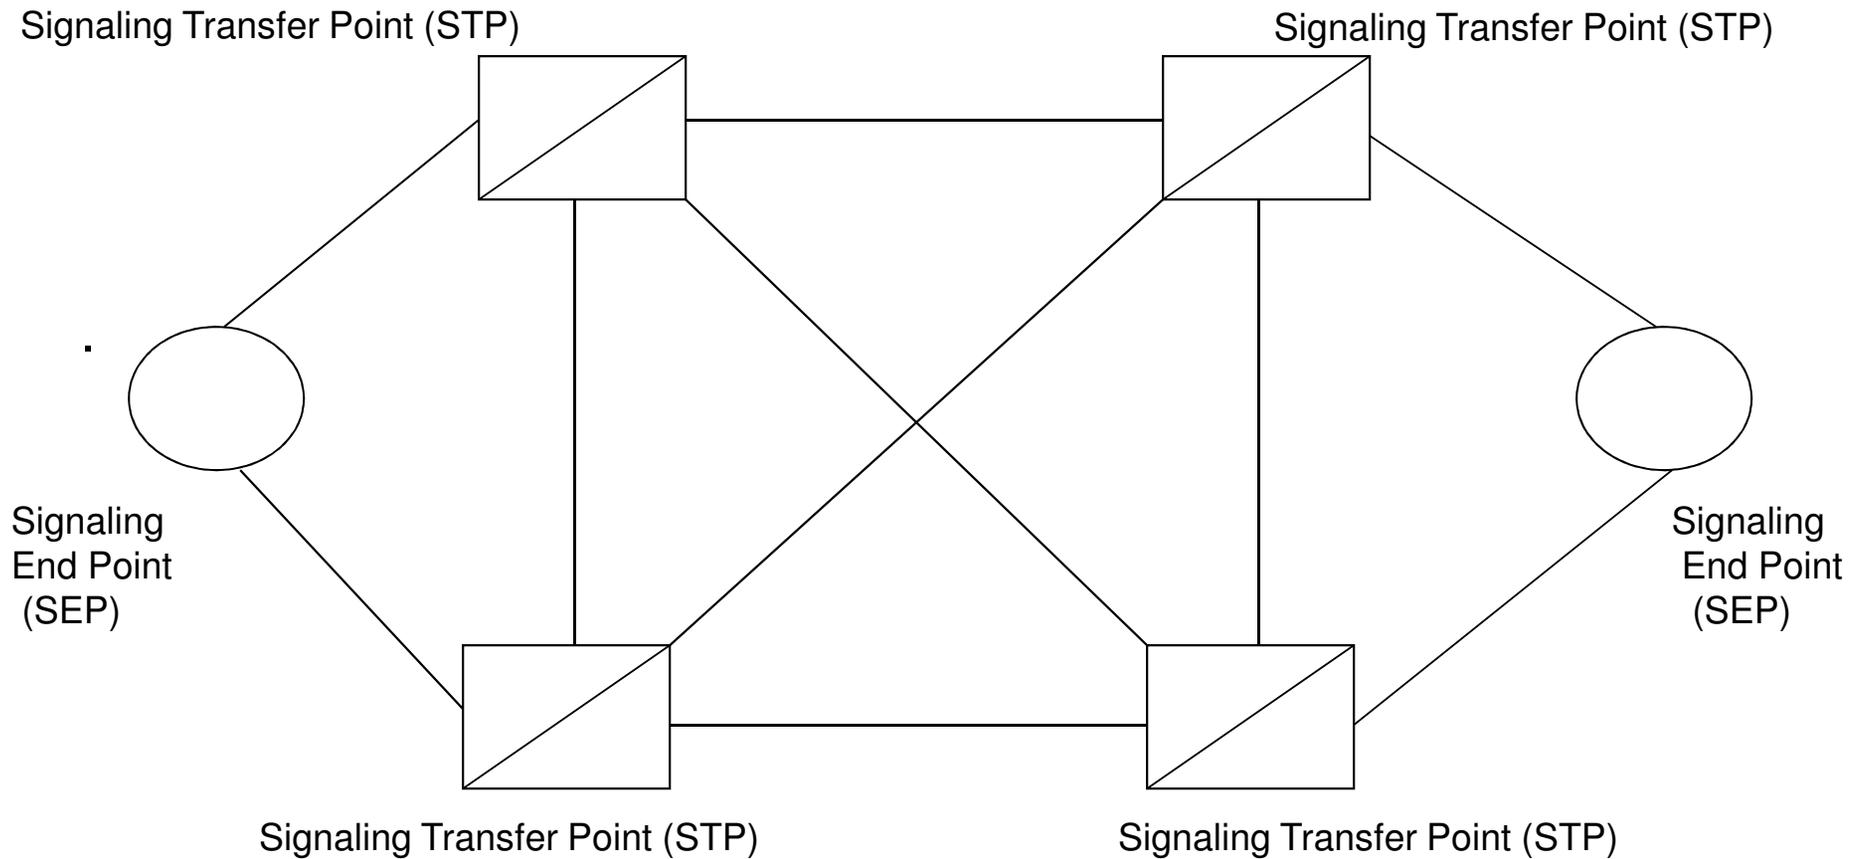 Signaling Transfer Point (STP)
Signaling Transfer Point (STP)
Signaling
End Point
(SEP)
Signaling
End Point
(SEP)
Signaling Transfer Point (STP)
Signaling Transfer Point (STP)